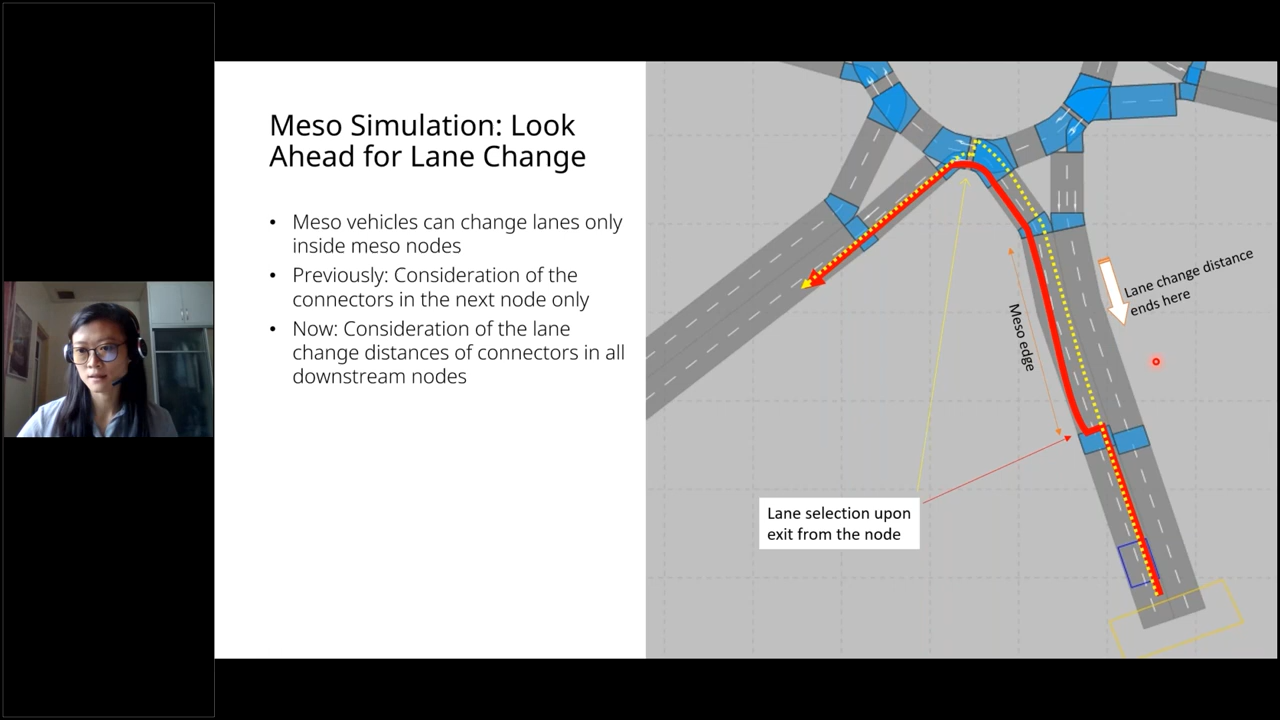 Meso Simulation: Look
Ahead for Lane Change
• Meso vehicles can change lanes only
inside meso nodes
• Previously: Consideration of the
connectors in the next node only
• Now: Consideration of the lane
change distances of connectors in all
downstream nodes
Lane change distance
ends here
Meso edge
Lane selection upon
exit from the node